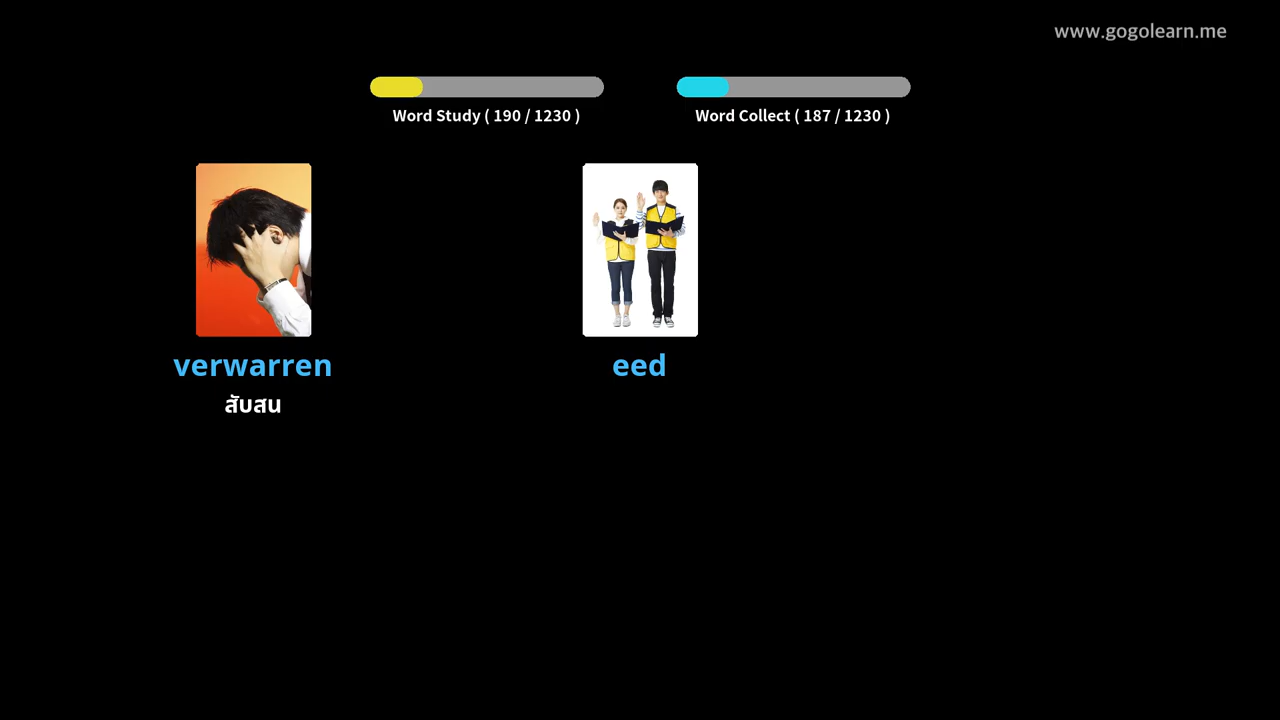 www.gogolearn.me
Word Study ( 190 / 1230 )
Word Collect ( 187 / 1230 )
verwarren
สับสน
eed